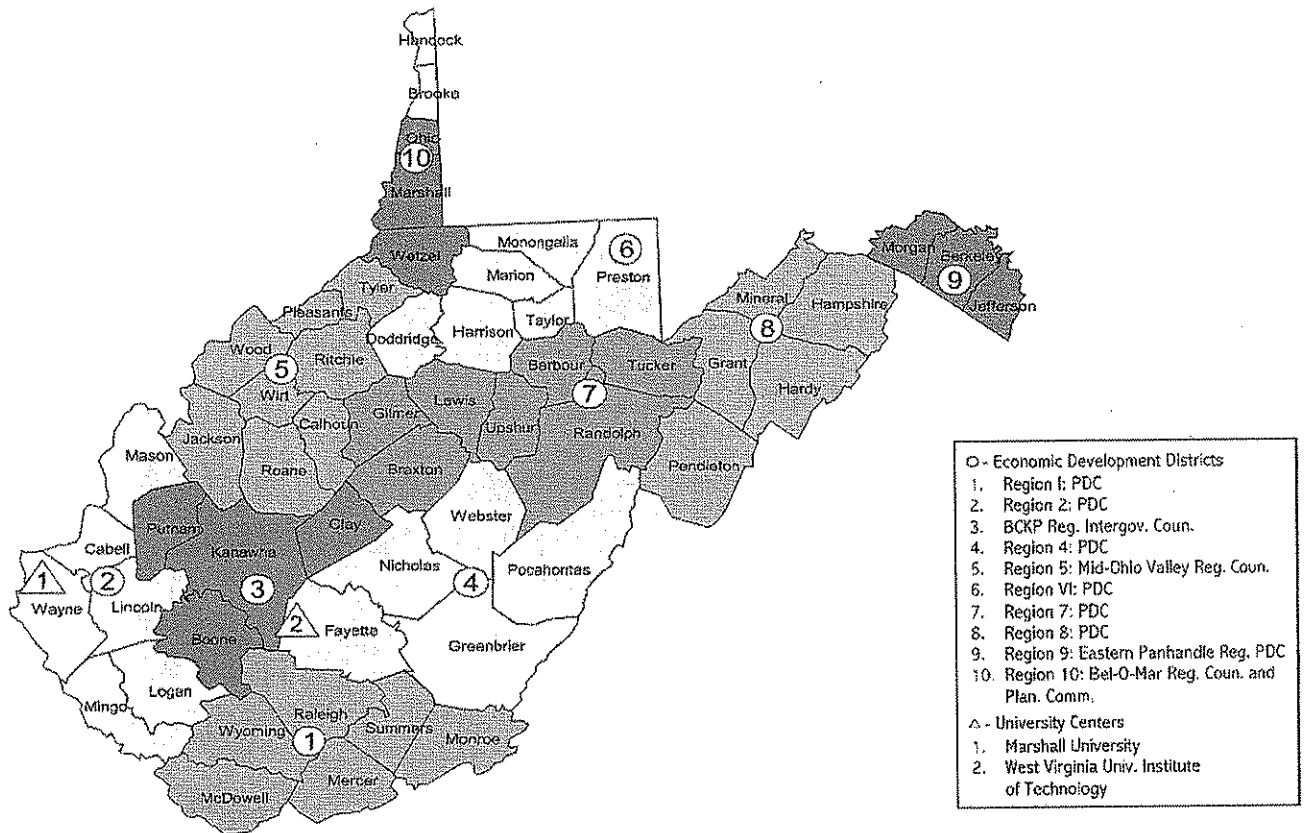 Hancock
Brooke
Ohio
10
Marshall
Wetzel
Monongalia
6
Marion
Preston
Morgan
Berkeley
9
Jefferson
Tyler
Pleasants
Doddridge
Harrison
Taylor
Mineral
Hampshire
8
Wood
Ritchie
5
Wirt
Barbour
Tucker
Grant
Hardy
7
Lewis
Gilmer
Calhoun
Upshur
Randolph
Jackson
Roane
Braxton
Pendleton
Mason
Webster
Putnam
Clay
Kanawha
Cabell
Nicholas
4
Pocahontas
1
2
Wayne
Lincoln
3
2
Fayette
Boone
Greenbrier
Logan
Mingo
Raleigh
Summers
Wyoming
1
Monroe
Mercer
McDowell
O - Economic Development Districts
1. Region I: PDC
2. Region 2: PDC
3. BCKP Reg. Intergov. Coun.
4. Region 4: PDC
5. Region 5: Mid-Ohio Valley Reg. Coun.
6. Region VI: PDC
7. Region 7: PDC
8. Region 8: PDC
9. Region 9: Eastern Panhandle Reg. PDC
10. Region 10: Bel-O-Mar Reg. Coun. and
Plan. Comm.
△ - University Centers
1. Marshall University
2. West Virginia Univ. Institute
of Technology